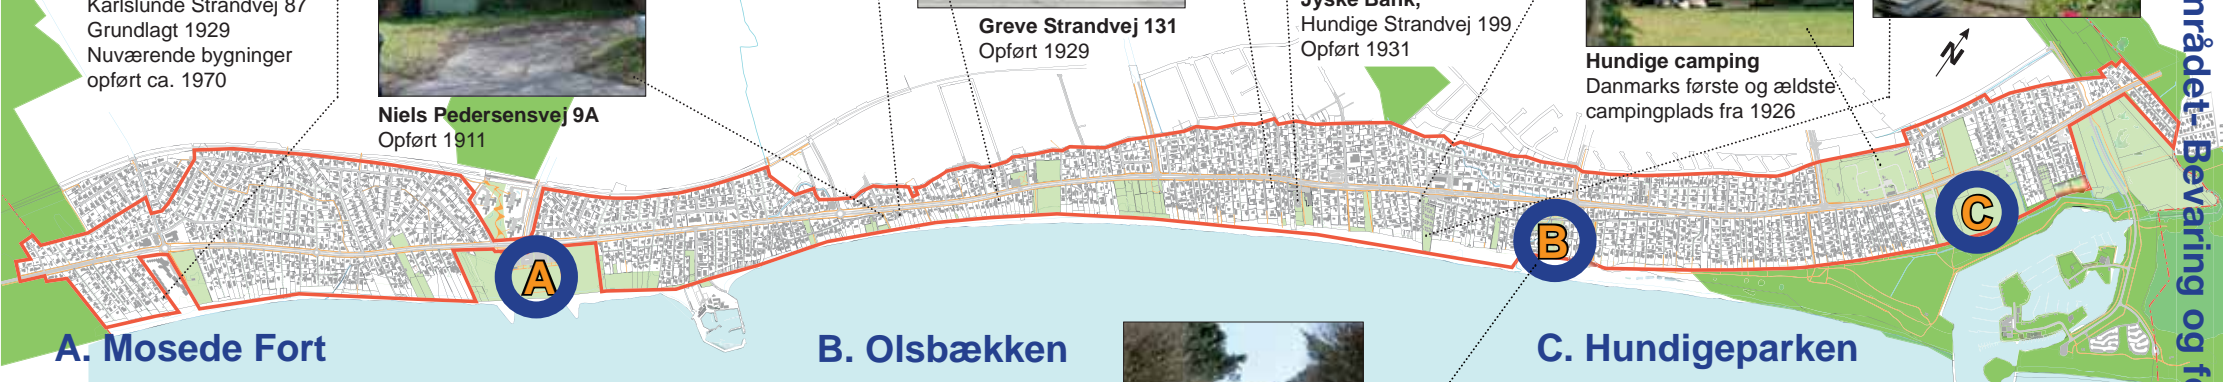 Karlslunde Strandvej 87
Grundlagt 1929
Nuværende bygninger
opført ca. 1970
Niels Pedersensvej 9A
Opført 1911
Greve Strandvej 131
Opført 1929
Jyske Bank,
Hundige Strandvej 199
Opført 1931
Hundige camping
Danmarks første og ældste
campingplads fra 1926
N
A
B
C
A. Mosede Fort
B. Olsbækken
C. Hundigeparken
området- Bevaring og